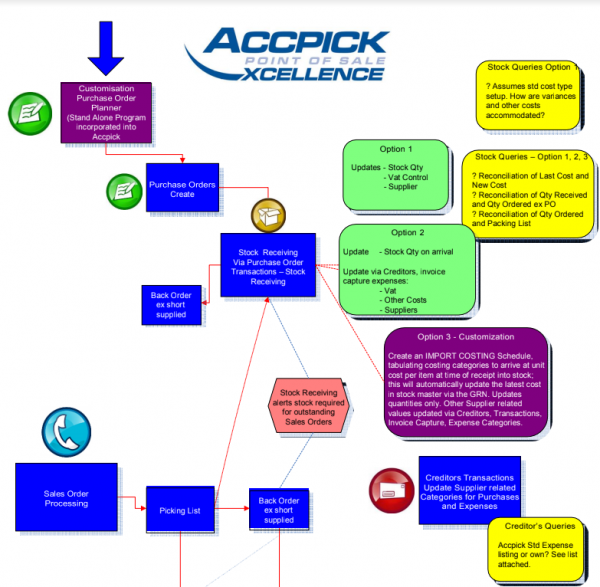 ACCPICK
POINT OF SALE
XCELLENCE
Customisation
Purchase Order
Planner
(Stand Alone Program
incorporated into
Accpick
Purchase Orders
Create
Stock Receiving
Via Purchase Order
Transactions – Stock
Receiving
Back Order
ex short
supplied
Option 1
Updates - Stock Qty
- Vat Control
- Supplier
Option 2
Update - Stock Qty on arrival
Update via Creditors, invoice
capture expenses:
- Vat
- Other Costs
- Suppliers
Stock Queries Option 1
? Assumes std cost type
setup. How are variances
and other costs
accommodated?
Stock Queries – Option 1, 2, 3
? Reconciliation of Last Cost and
New Cost
? Reconciliation of Qty Received
and Qty Ordered ex PO
? Reconciliation of Qty Ordered
and Packing List
Option 3 - Customization
Create an IMPORT COSTING Schedule,
tabulating costing categories to arrive at unit
cost per item at time of receipt into stock;
this will automatically update the latest cost
in stock master via the GRN. Updates
quantities only. Other Supplier related
values updated via Creditors, Transactions,
Invoice Capture, Expense Categories.
Stock Receiving
alerts stock required
for outstanding
Sales Orders
Sales Order
Processing
Picking List
Back Order
ex short
supplied
Creditors Transactions
Update Supplier related
Categories for Purchases
and Expenses
Creditor's Queries
Accpick Std Expense
listing or own? See list
attached.